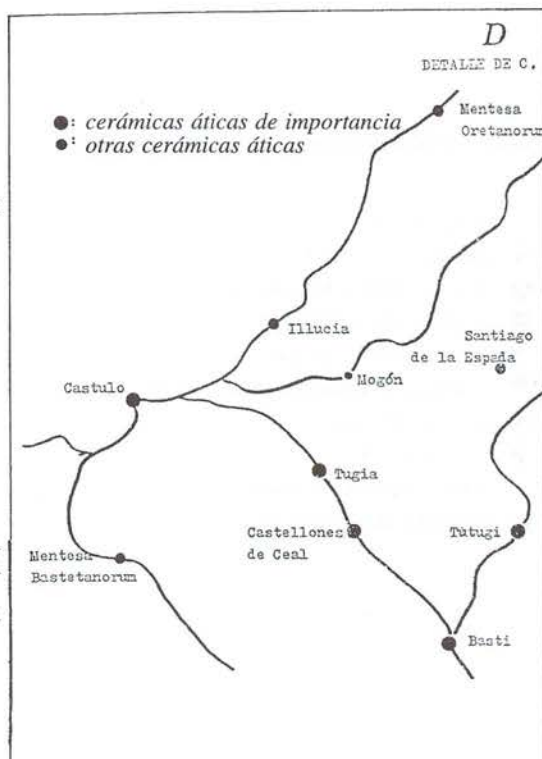 D
DETALLE DE C.
●: cerámicas áticas de importancia
●: otras cerámicas áticas
Mentesa
Oretanorum
Illucia
Santiago
de la Espada
Mogón
Castulo
Tugia
Castellones
de Ceal
Tútugi
Mentesa
Bastetanorum
Basti